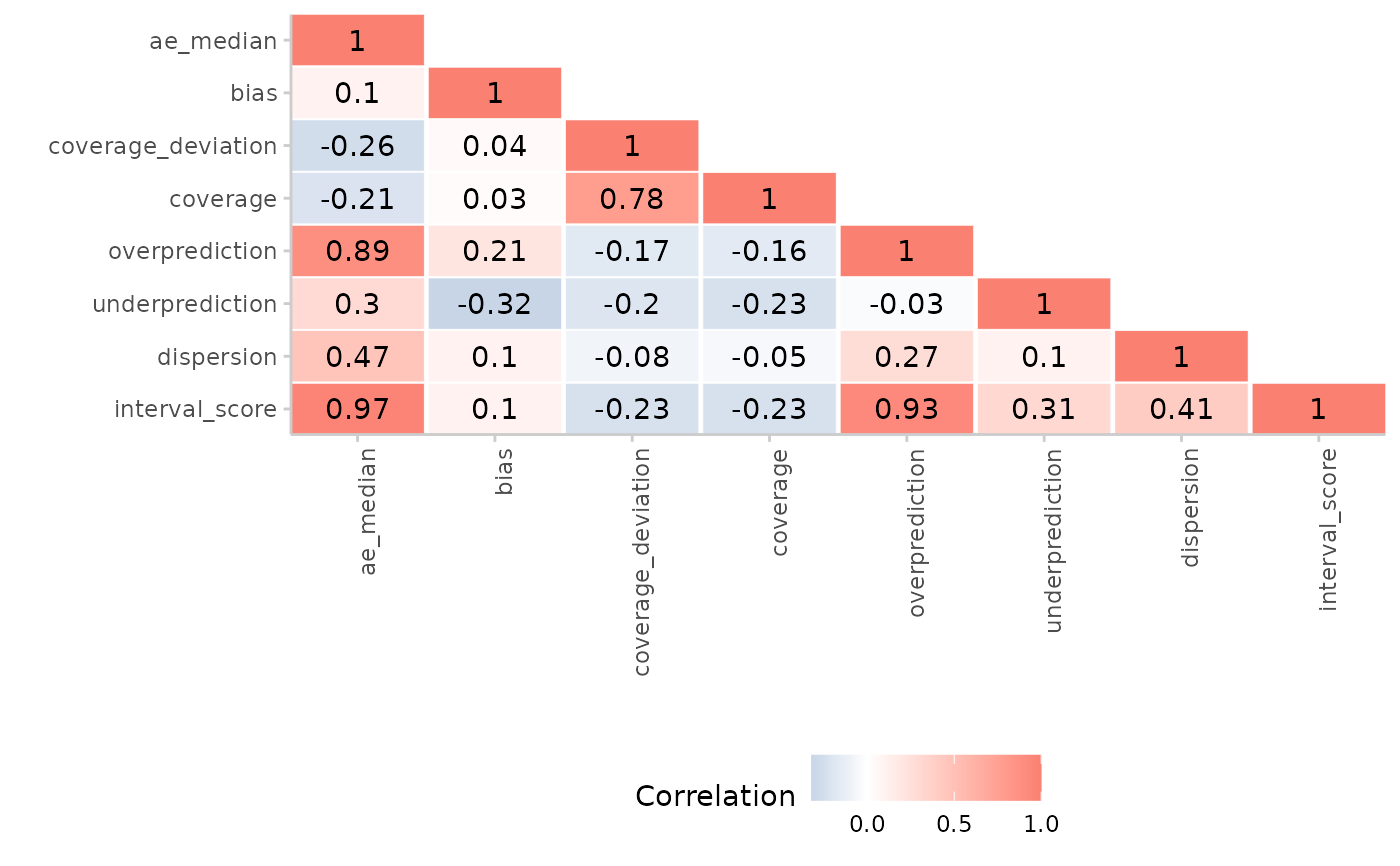 ae_median 1
bias 0.1 1
coverage_deviation -0.26 0.04 1
coverage -0.21 0.03 0.78 1
overprediction 0.89 0.21 -0.17 -0.16 1
underprediction 0.3 -0.32 -0.2 -0.23 -0.03 1
dispersion 0.47 0.1 -0.08 -0.05 0.27 0.1 1
interval_score 0.97 0.1 -0.23 -0.23 0.93 0.31 0.41 1
ae_median
bias
coverage_deviation
coverage
overprediction
underprediction
dispersion
interval_score
Correlation
0.0 0.5 1.0